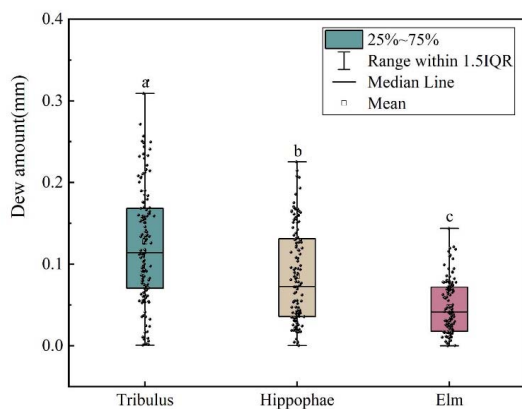 25%~75%
Range within 1.5IQR
Median Line
Mean
Dew amount(mm)
0.4
0.3
0.2
0.1
0.0
a
b
c
Tribulus
Hippophae
Elm